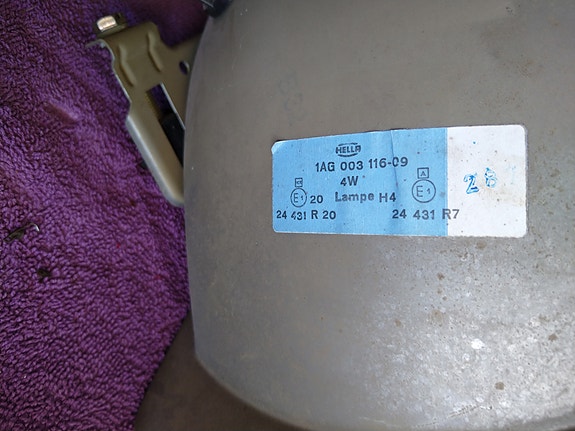 HELLA
1AG 003 116-09
4W
E1 20 Lampe H4 A E1
24 431 R 20 24 431 R7